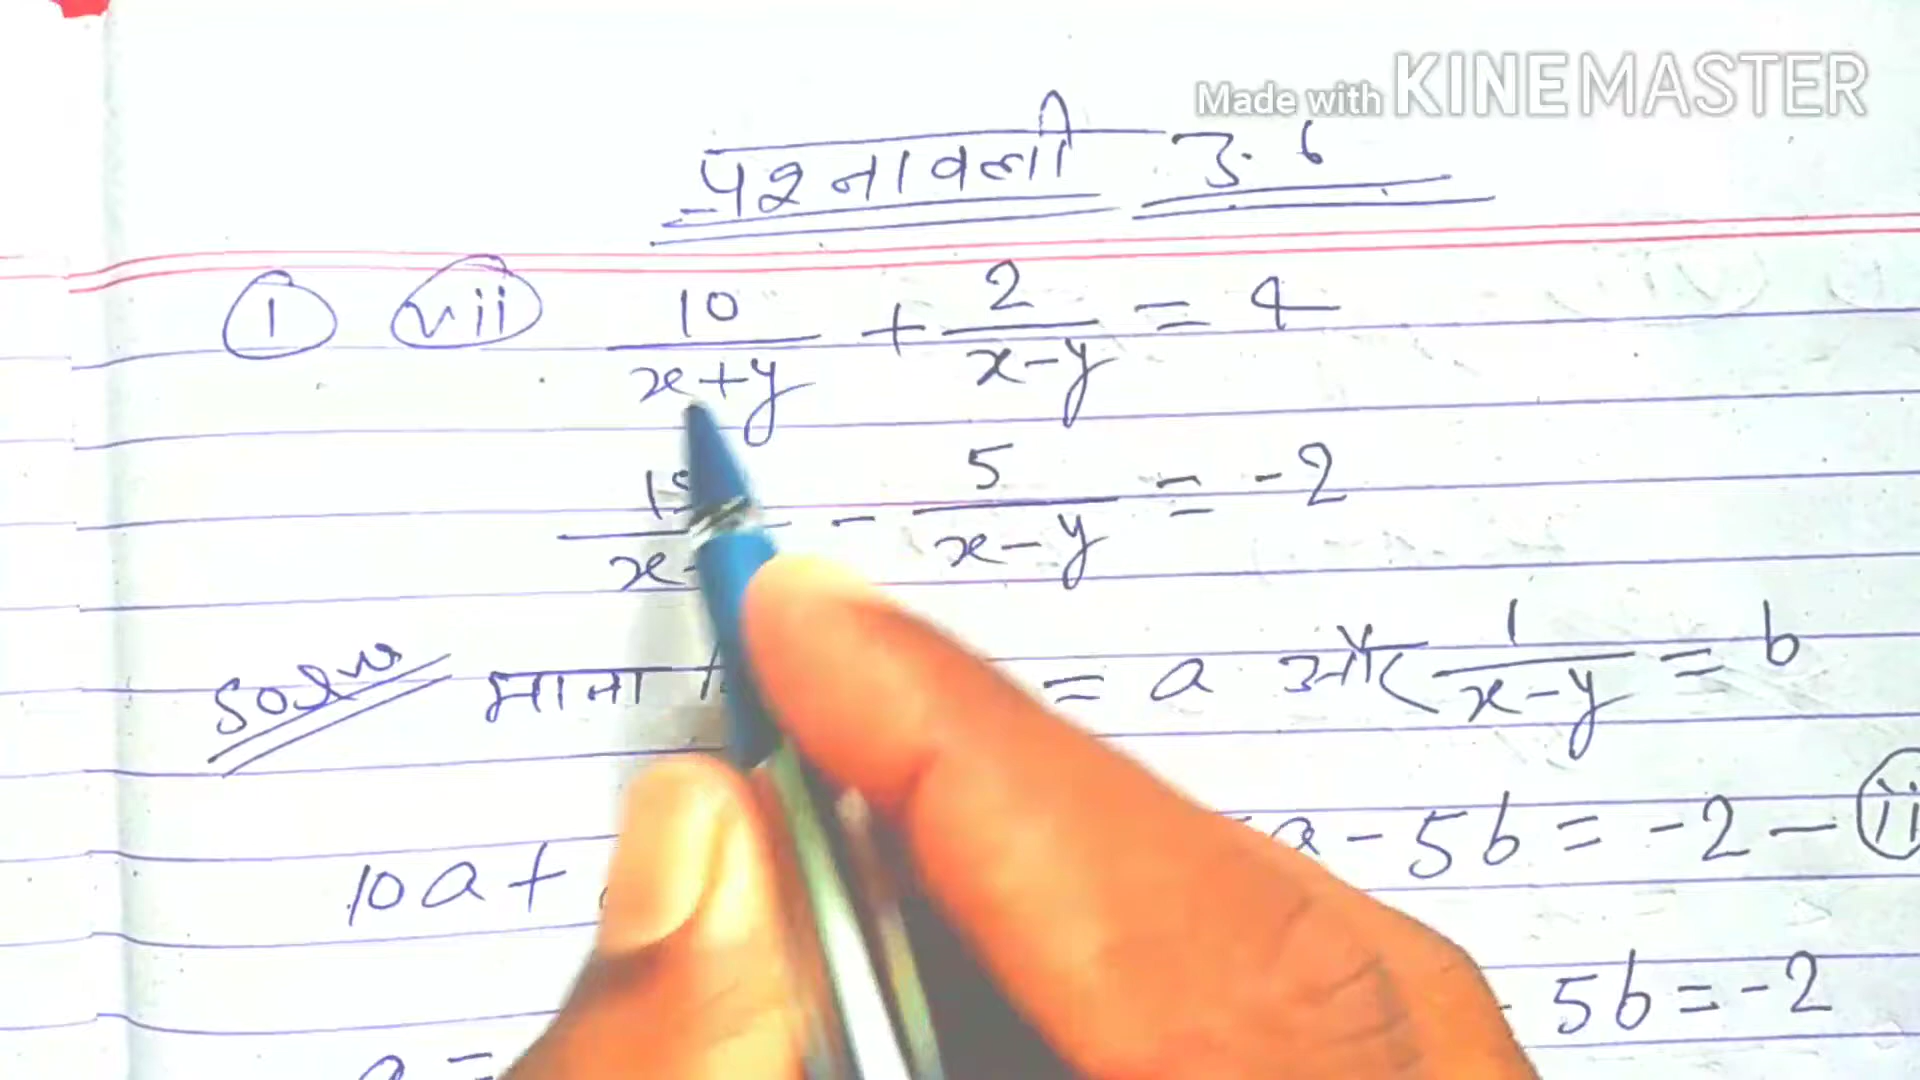 Made with KINEMASTER
प्रश्नावली 3.6
1 vii 10/x+y + 2/x-y = 4
x - 5/x-y = -2
Solve माना = a और 1/x-y = b
10a + a - 5b = -2 — ii
5b = -2